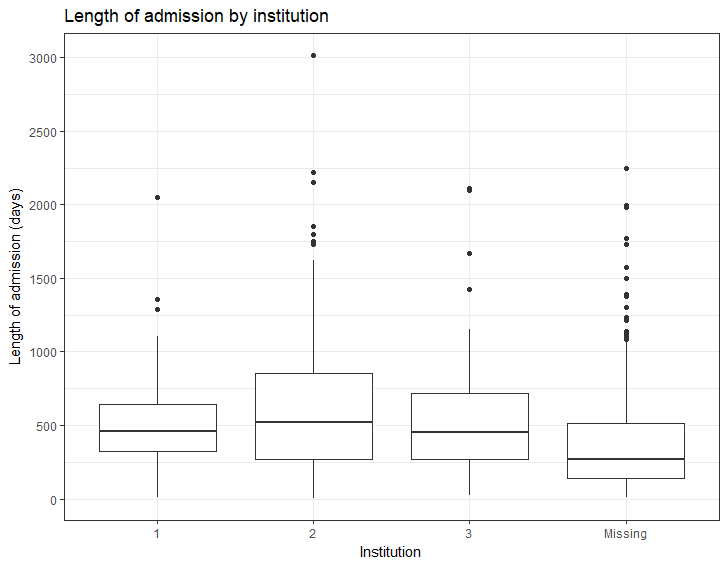 Length of admission by institution
3000
2500
2000
1500
1000
500
0
Length of admission (days)
1 2 3 Missing
Institution